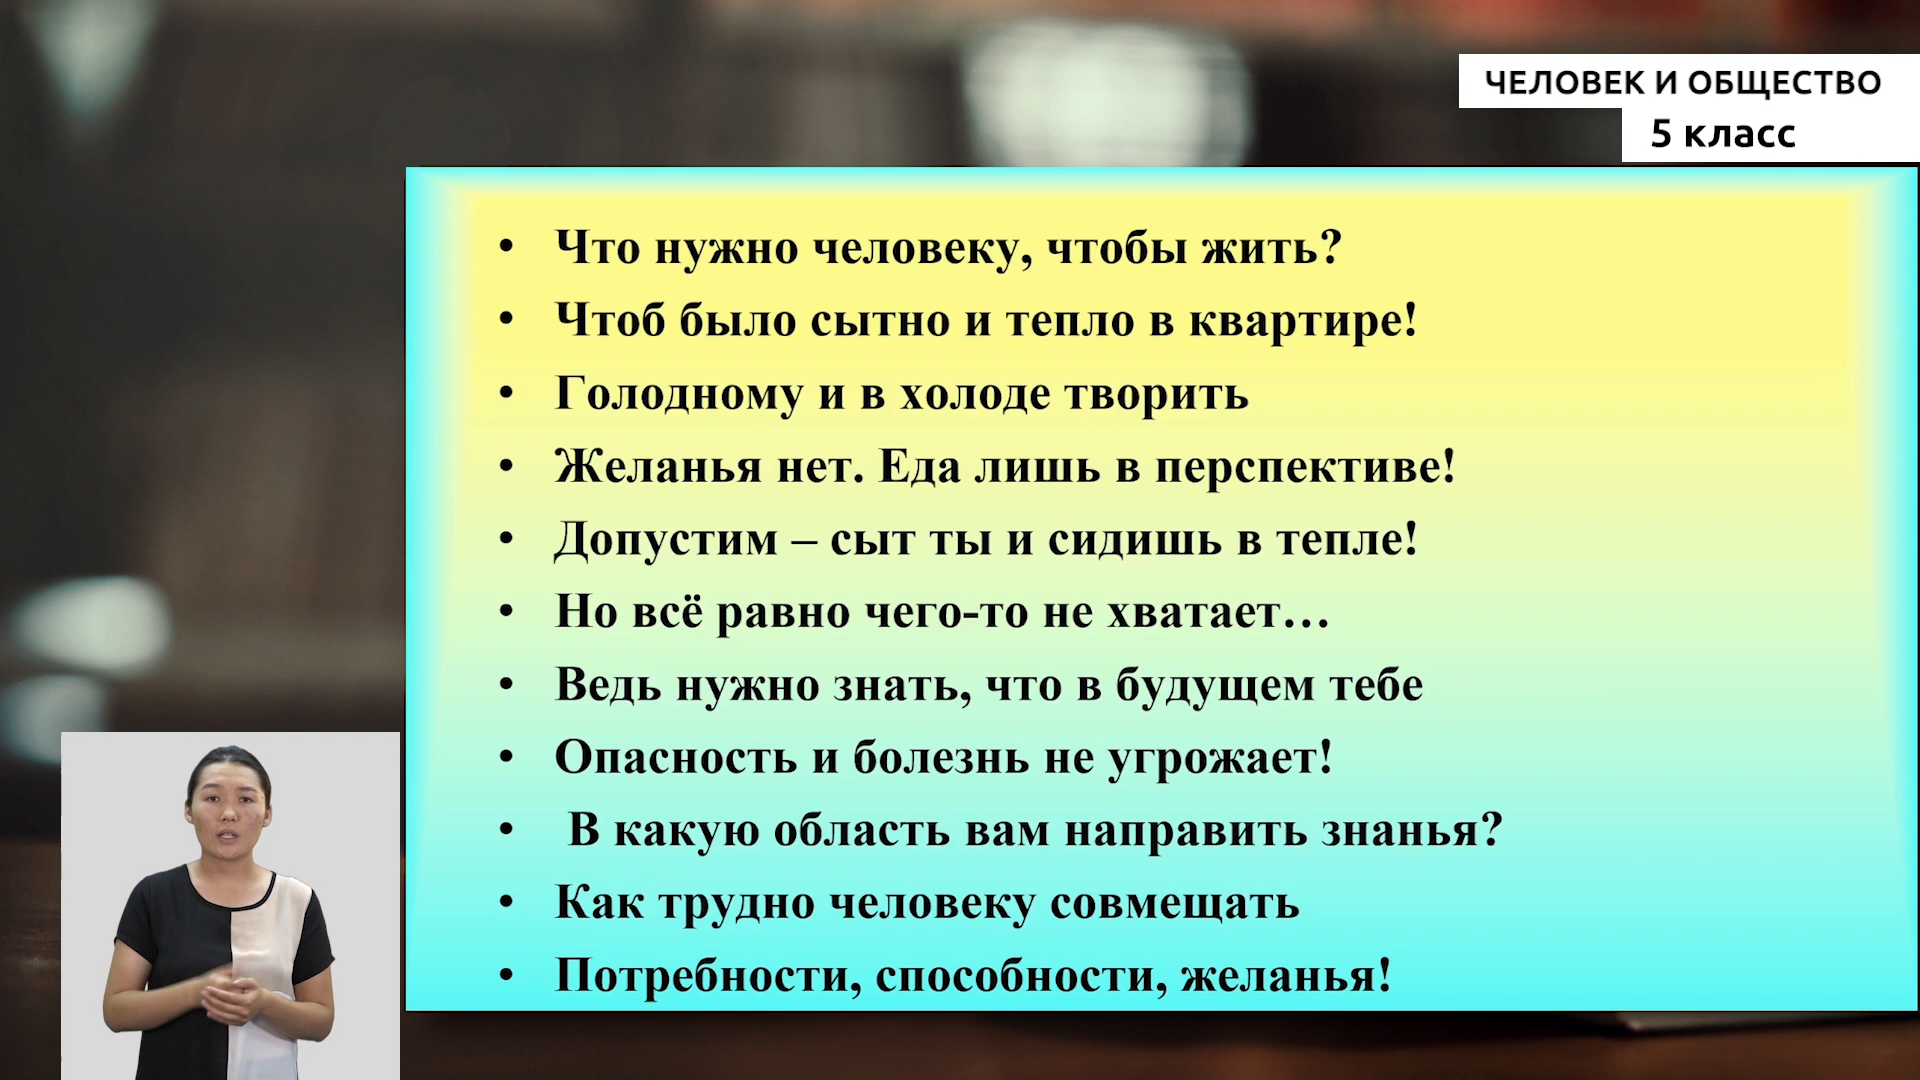 ЧЕЛОВЕК И ОБЩЕСТВО
5 класс
• Что нужно человеку, чтобы жить?
• Чтоб было сытно и тепло в квартире!
• Голодному и в холоде творить
• Желанья нет. Еда лишь в перспективе!
• Допустим – сыт ты и сидишь в тепле!
• Но всё равно чего-то не хватает…
• Ведь нужно знать, что в будущем тебе
• Опасность и болезнь не угрожает!
• В какую область вам направить знанья?
• Как трудно человеку совмещать
• Потребности, способности, желанья!